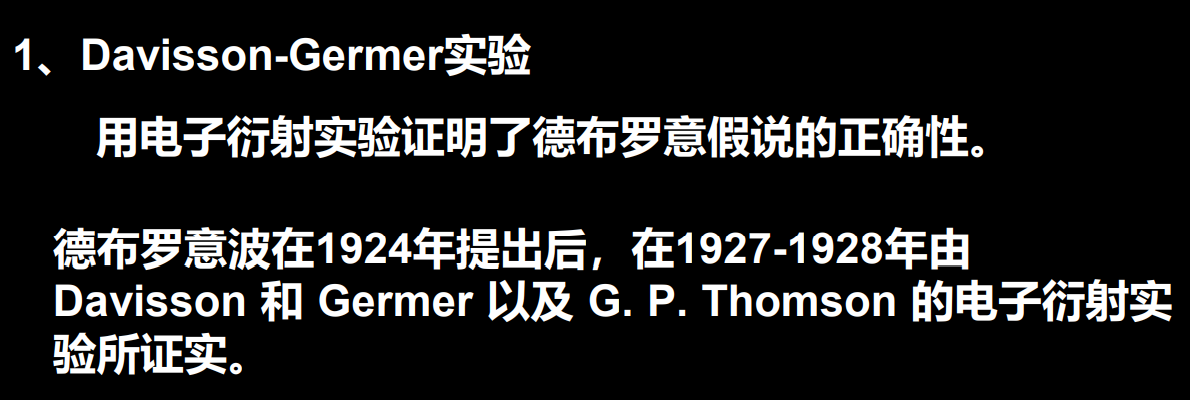 1、Davisson-Germer实验
用电子衍射实验证明了德布罗意假说的正确性。
德布罗意波在1924年提出后，在1927-1928年由
Davisson 和 Germer 以及 G. P. Thomson 的电子衍射实
验所证实。